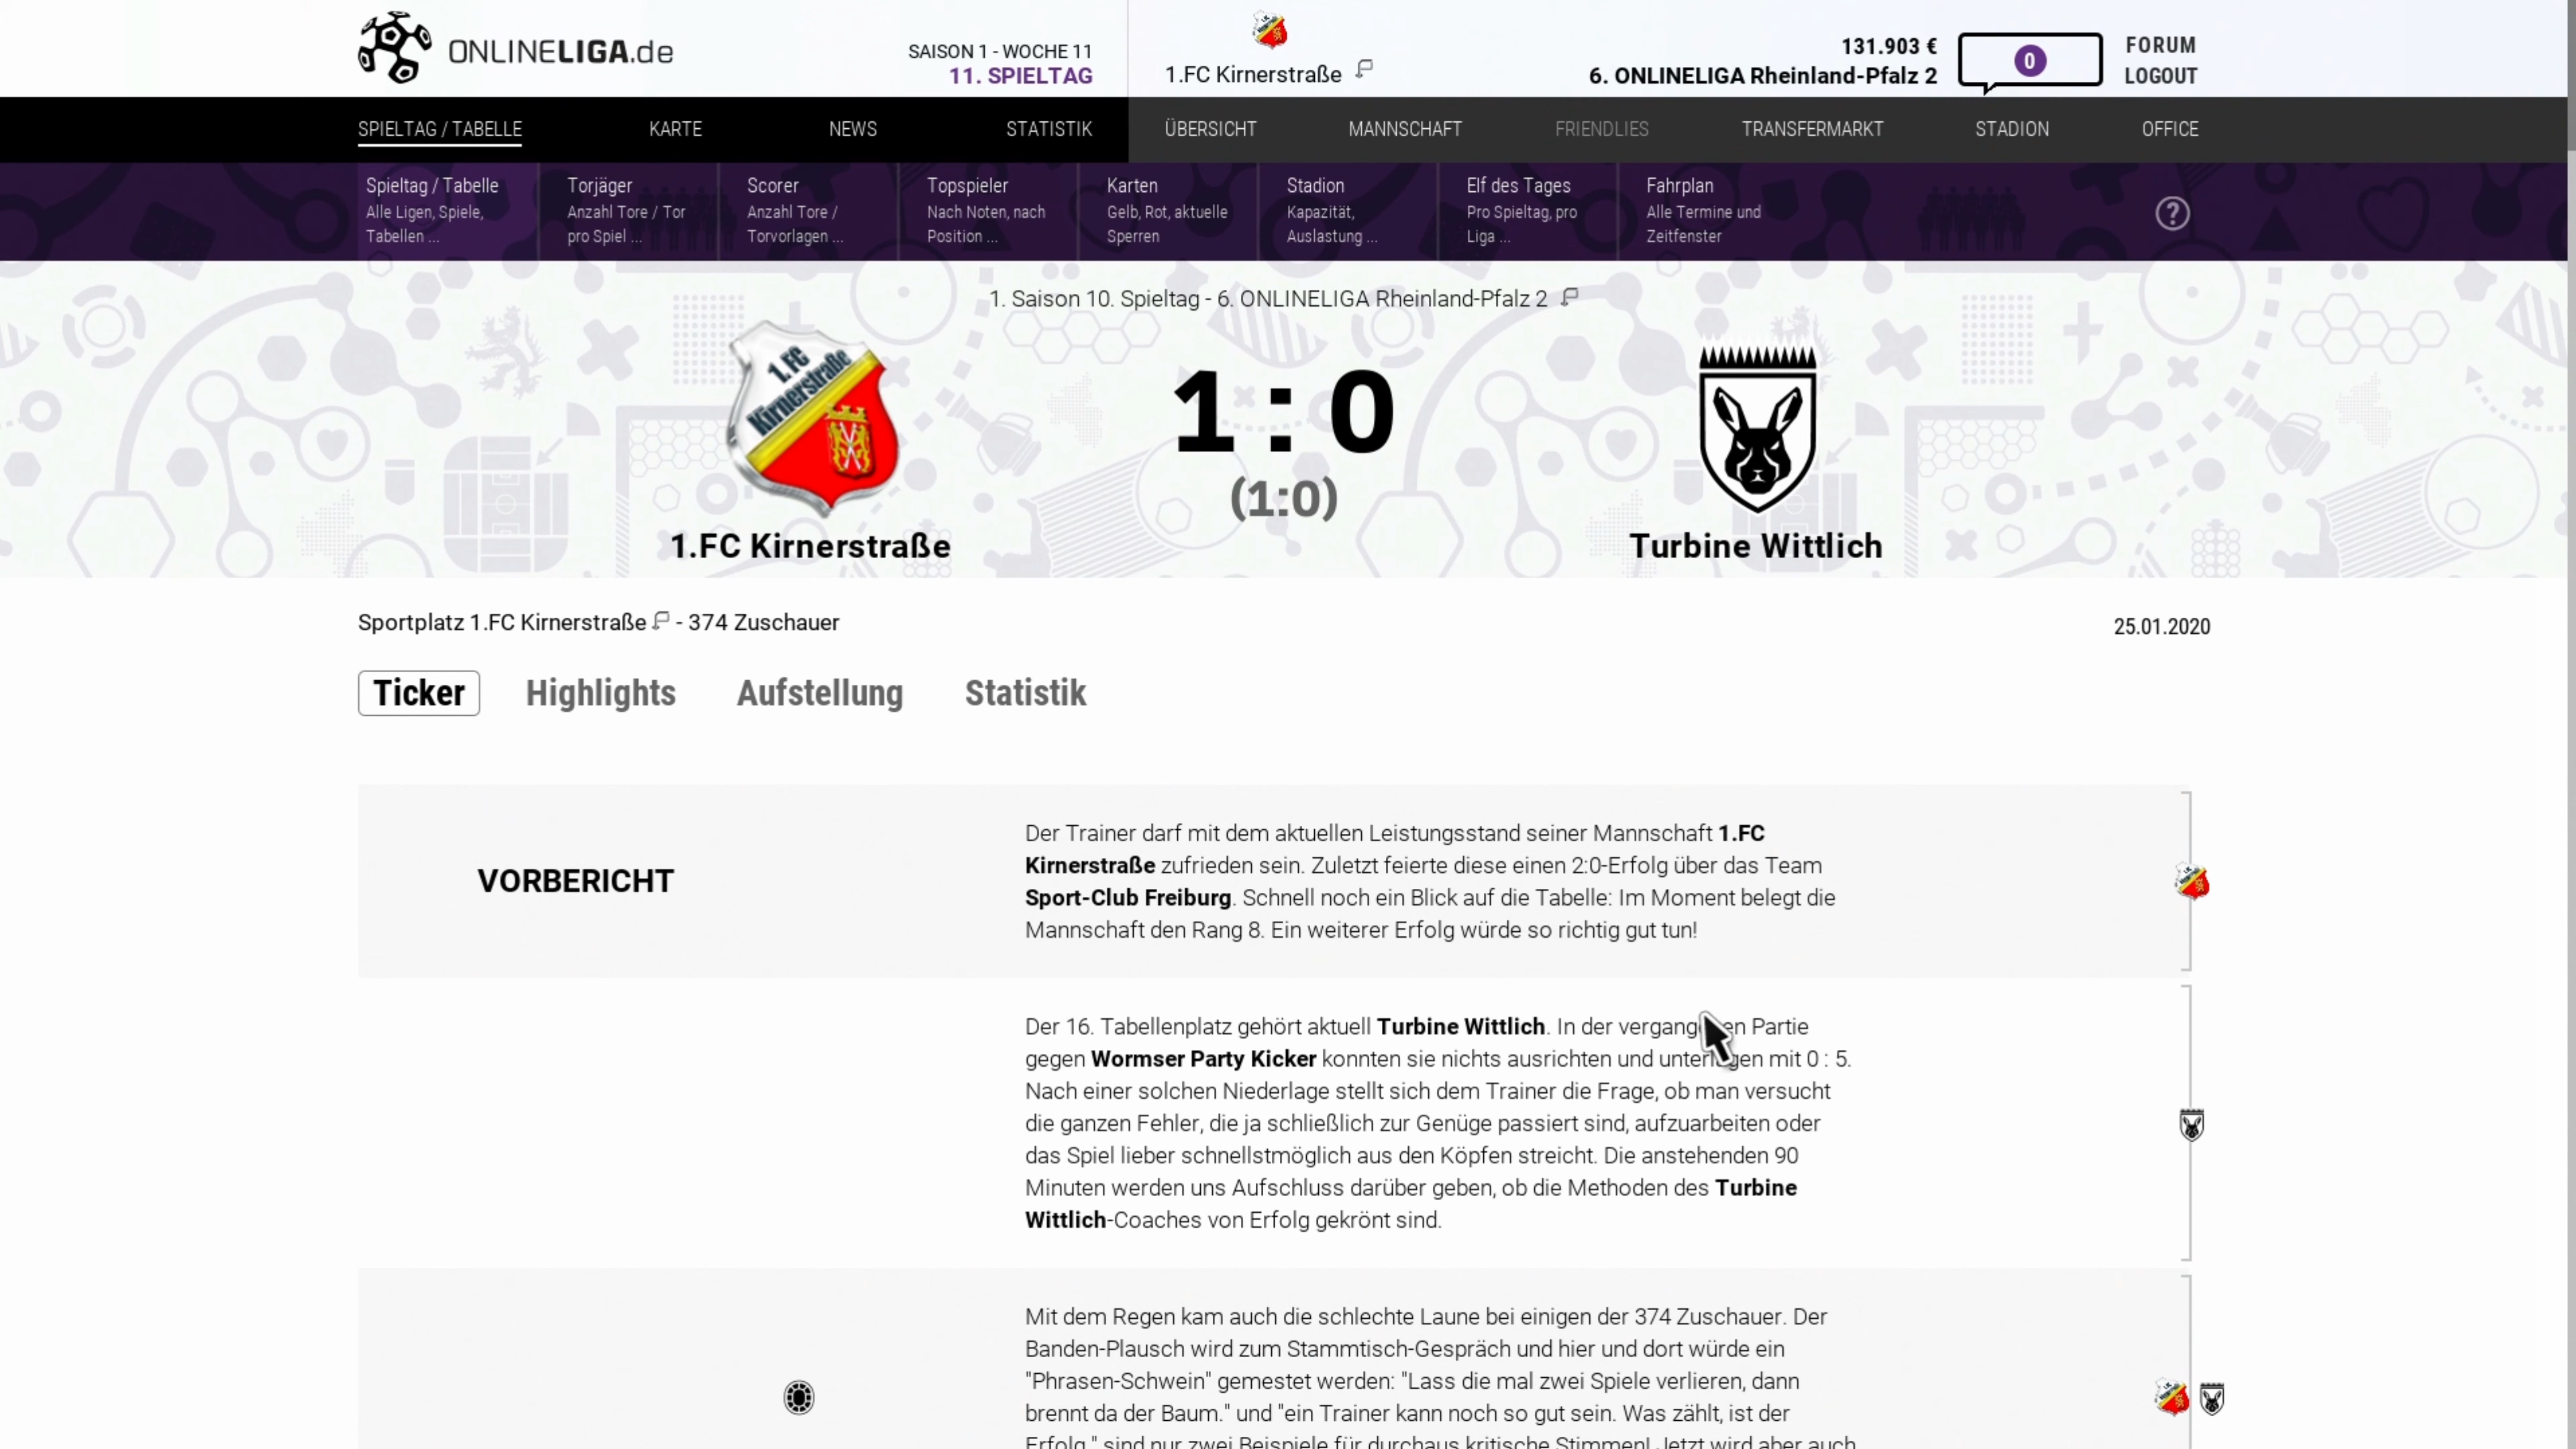 ONLINELIGA.de
SAISON 1 - WOCHE 11
11. SPIELTAG
1.FC Kirnerstraße
131.903 €
6. ONLINELIGA Rheinland-Pfalz 2
0
FORUM
LOGOUT
SPIELTAG / TABELLE
KARTE
NEWS
STATISTIK
ÜBERSICHT
MANNSCHAFT
FRIENDLIES
TRANSFERMARKT
STADION
OFFICE
Spieltag / Tabelle
Alle Ligen, Spiele,
Tabellen ...
Torjäger
Anzahl Tore / Tor
pro Spiel ...
Scorer
Anzahl Tore /
Torvorlagen ...
Topspieler
Nach Noten, nach
Position ...
Karten
Gelb, Rot, aktuelle
Sperren
Stadion
Kapazität,
Auslastung ...
Elf des Tages
Pro Spieltag, pro
Liga ...
Fahrplan
Alle Termine und
Zeitfenster
?
1. Saison 10. Spieltag - 6. ONLINELIGA Rheinland-Pfalz 2
1. FC
Kirnerstraße
1 : 0
(1:0)
1.FC Kirnerstraße
Turbine Wittlich
Sportplatz 1.FC Kirnerstraße - 374 Zuschauer
25.01.2020
Ticker
Highlights
Aufstellung
Statistik
VORBERICHT
Der Trainer darf mit dem aktuellen Leistungsstand seiner Mannschaft 1.FC
Kirnerstraße zufrieden sein. Zuletzt feierte diese einen 2:0-Erfolg über das Team
Sport-Club Freiburg. Schnell noch ein Blick auf die Tabelle: Im Moment belegt die
Mannschaft den Rang 8. Ein weiterer Erfolg würde so richtig gut tun!
Der 16. Tabellenplatz gehört aktuell Turbine Wittlich. In der vergangenen Partie
gegen Wormser Party Kicker konnten sie nichts ausrichten und unterlagen mit 0 : 5.
Nach einer solchen Niederlage stellt sich dem Trainer die Frage, ob man versucht
die ganzen Fehler, die ja schließlich zur Genüge passiert sind, aufzuarbeiten oder
das Spiel lieber schnellstmöglich aus den Köpfen streicht. Die anstehenden 90
Minuten werden uns Aufschluss darüber geben, ob die Methoden des Turbine
Wittlich-Coaches von Erfolg gekrönt sind.
Mit dem Regen kam auch die schlechte Laune bei einigen der 374 Zuschauer. Der
Banden-Plausch wird zum Stammtisch-Gespräch und hier und dort würde ein
"Phrasen-Schwein" gemestet werden: "Lass die mal zwei Spiele verlieren, dann
brennt da der Baum." und "ein Trainer kann noch so gut sein. Was zählt, ist der
Erfolg." sind nur zwei Beispiele für durchaus kritische Stimmen! Jetzt wird aber auch